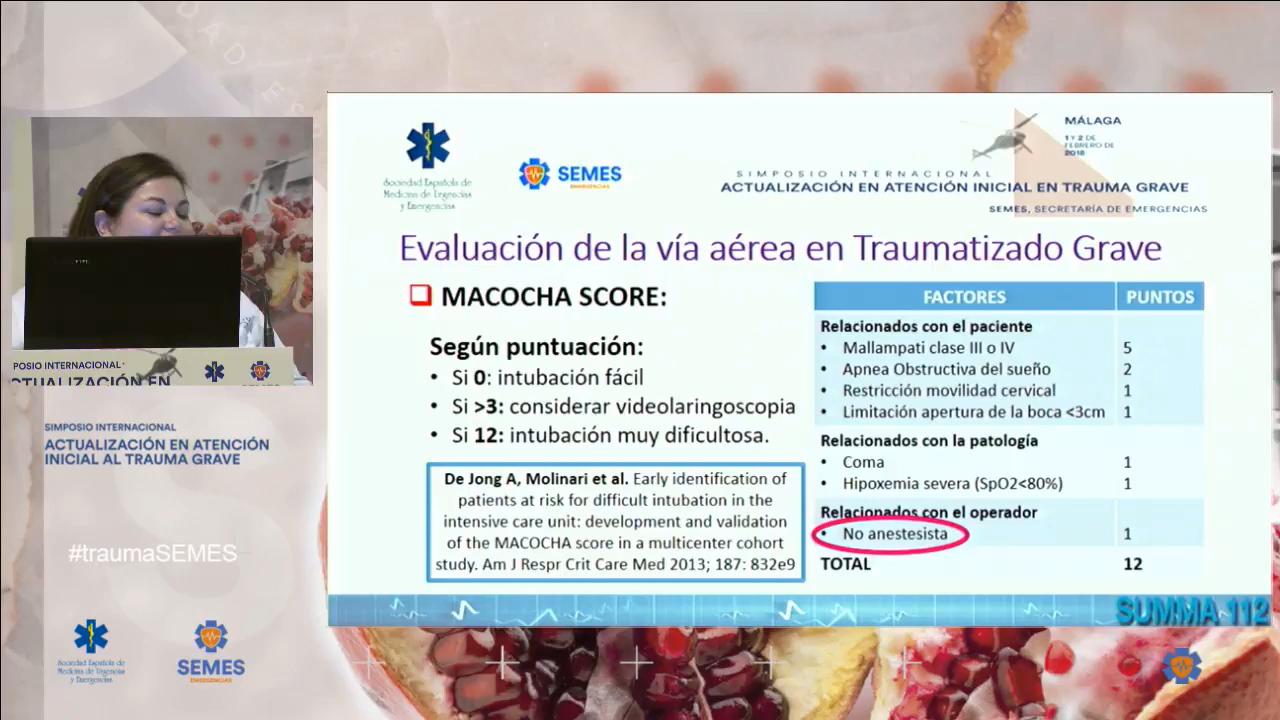 Sociedad Española de
Medicina de Urgencias
y Emergencias
SEMES
EMERGENCIAS
MÁLAGA
1 Y 2 DE
FEBRERO DE
2018
SIMPOSIO INTERNACIONAL
ACTUALIZACIÓN EN ATENCIÓN INICIAL EN TRAUMA GRAVE
SEMES, SECRETARÍA DE EMERGENCIAS
Evaluación de la vía aérea en Traumatizado Grave
MACOCHA SCORE:
Según puntuación:
• Si 0: intubación fácil
• Si >3: considerar videolaringoscopia
• Si 12: intubación muy dificultosa.
De Jong A, Molinari et al. Early identification of
patients at risk for difficult intubation in the
intensive care unit: development and validation
of the MACOCHA score in a multicenter cohort
study. Am J Respr Crit Care Med 2013; 187: 832e9
FACTORES PUNTOS
Relacionados con el paciente
• Mallampati clase III o IV 5
• Apnea Obstructiva del sueño 2
• Restricción movilidad cervical 1
• Limitación apertura de la boca <3cm 1
Relacionados con la patología
• Coma 1
• Hipoxemia severa (SpO2<80%) 1
Relacionados con el operador
• No anestesista 1
TOTAL 12
SUMMA 112
POSIO INTERNACIONAL
CTUALIZACIÓN EN
SIMPOSIO INTERNACIONAL
ACTUALIZACIÓN EN ATENCIÓN
INICIAL AL TRAUMA GRAVE
#traumaSEMES
Sociedad Española de
Medicina de Urgencias
y Emergencias
SEMES
EMERGENCIAS